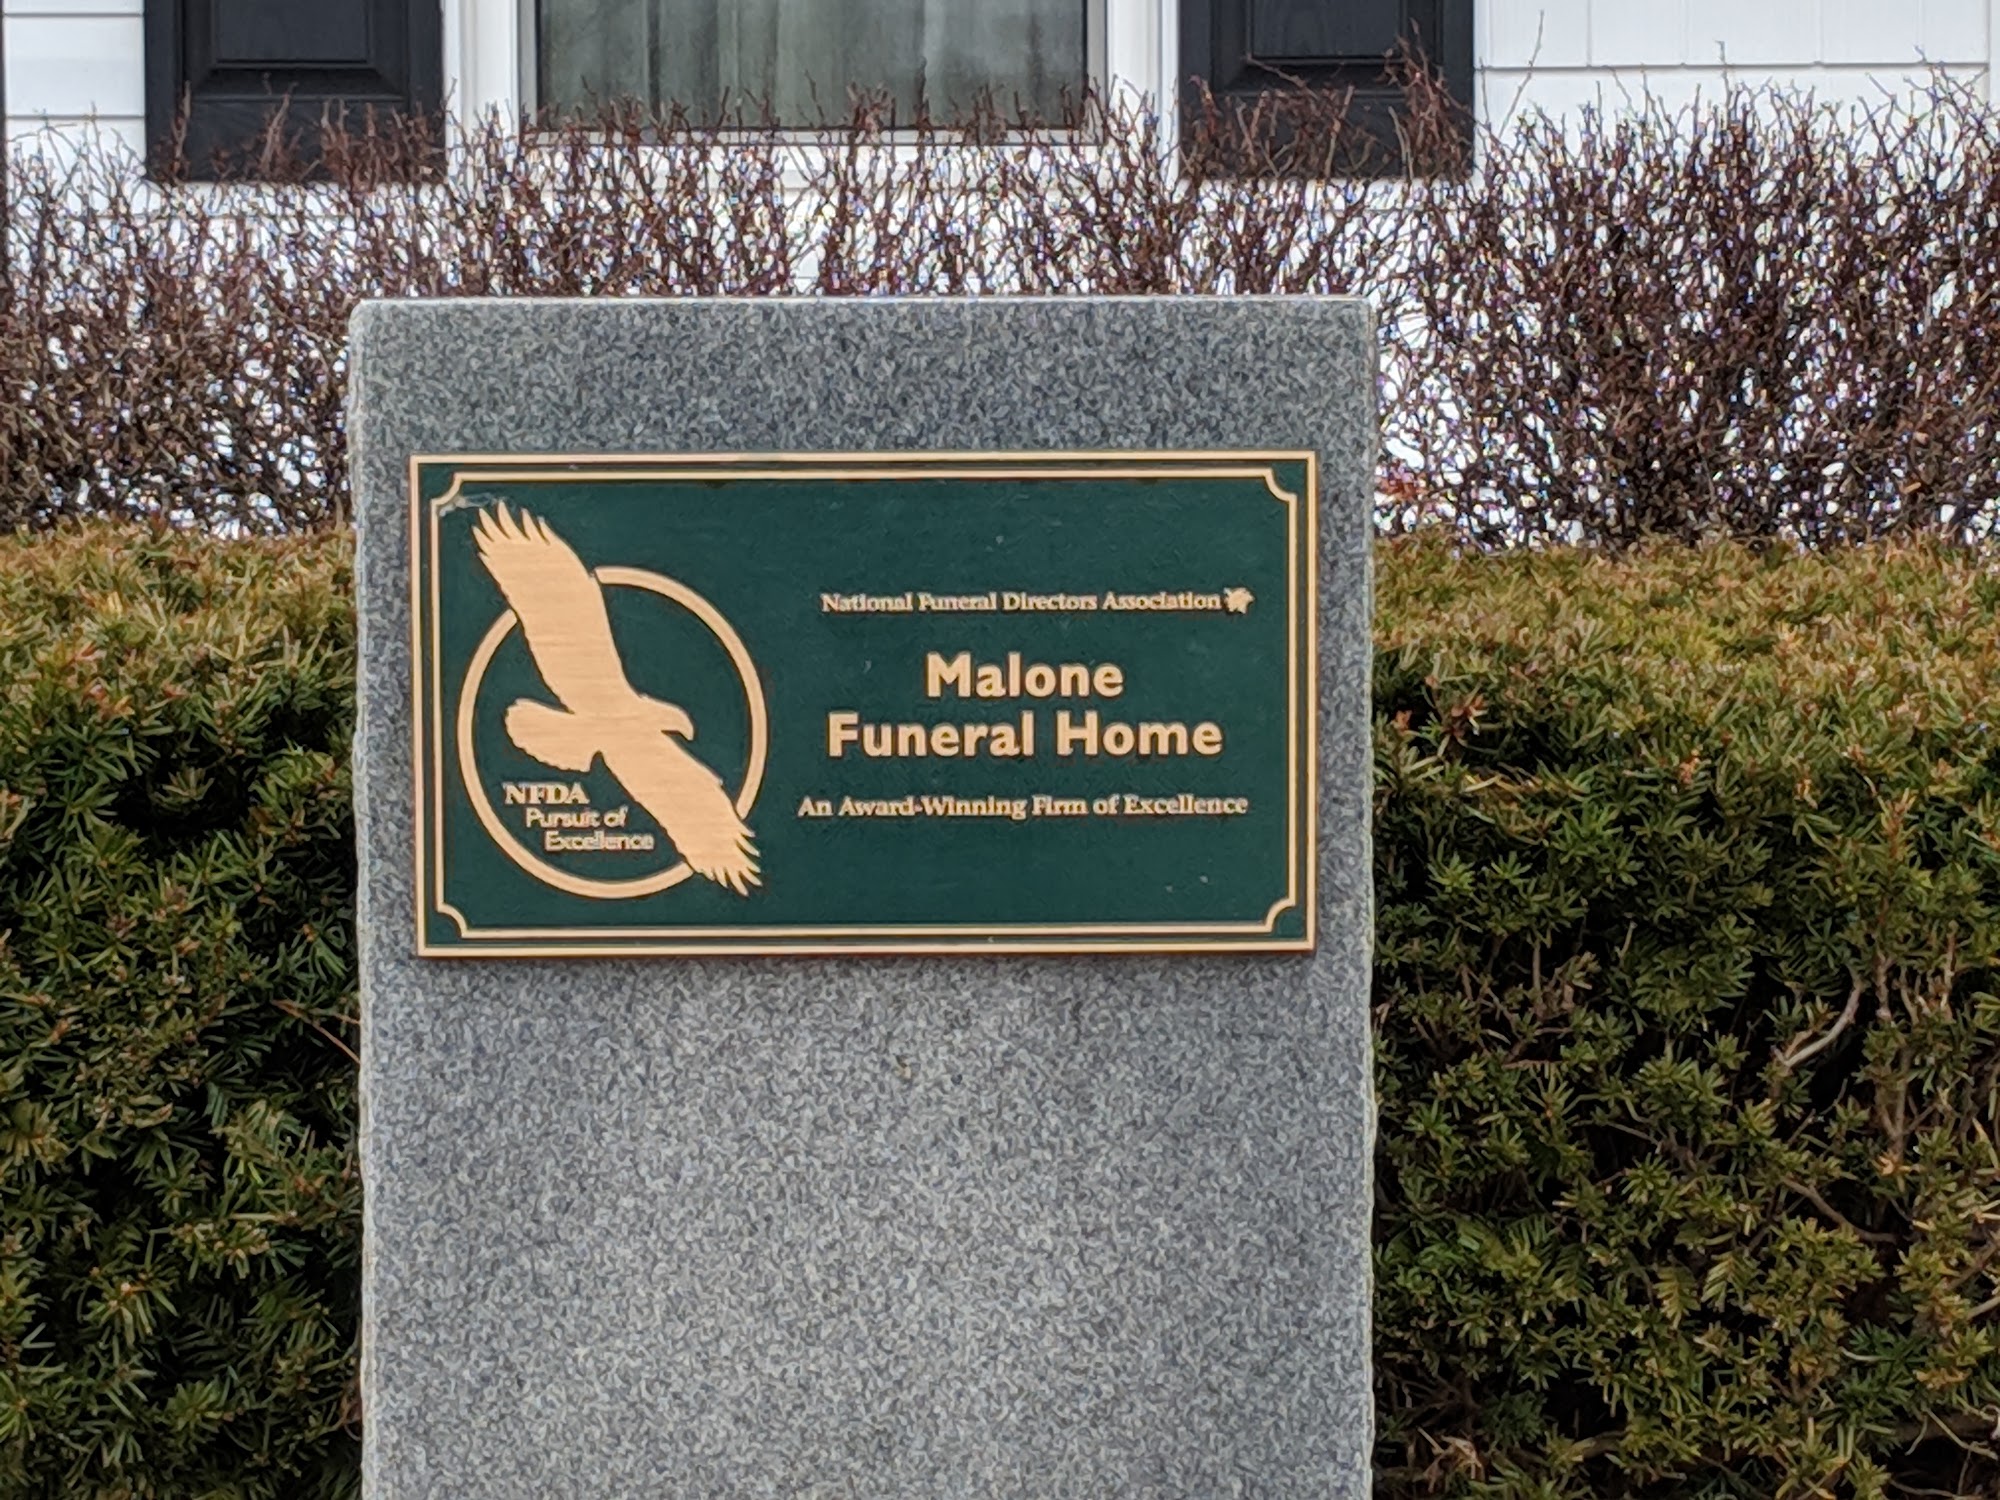 National Funeral Directors Association
Malone
Funeral Home
An Award-Winning Firm of Excellence
NFDA
Pursuit of
Excellence